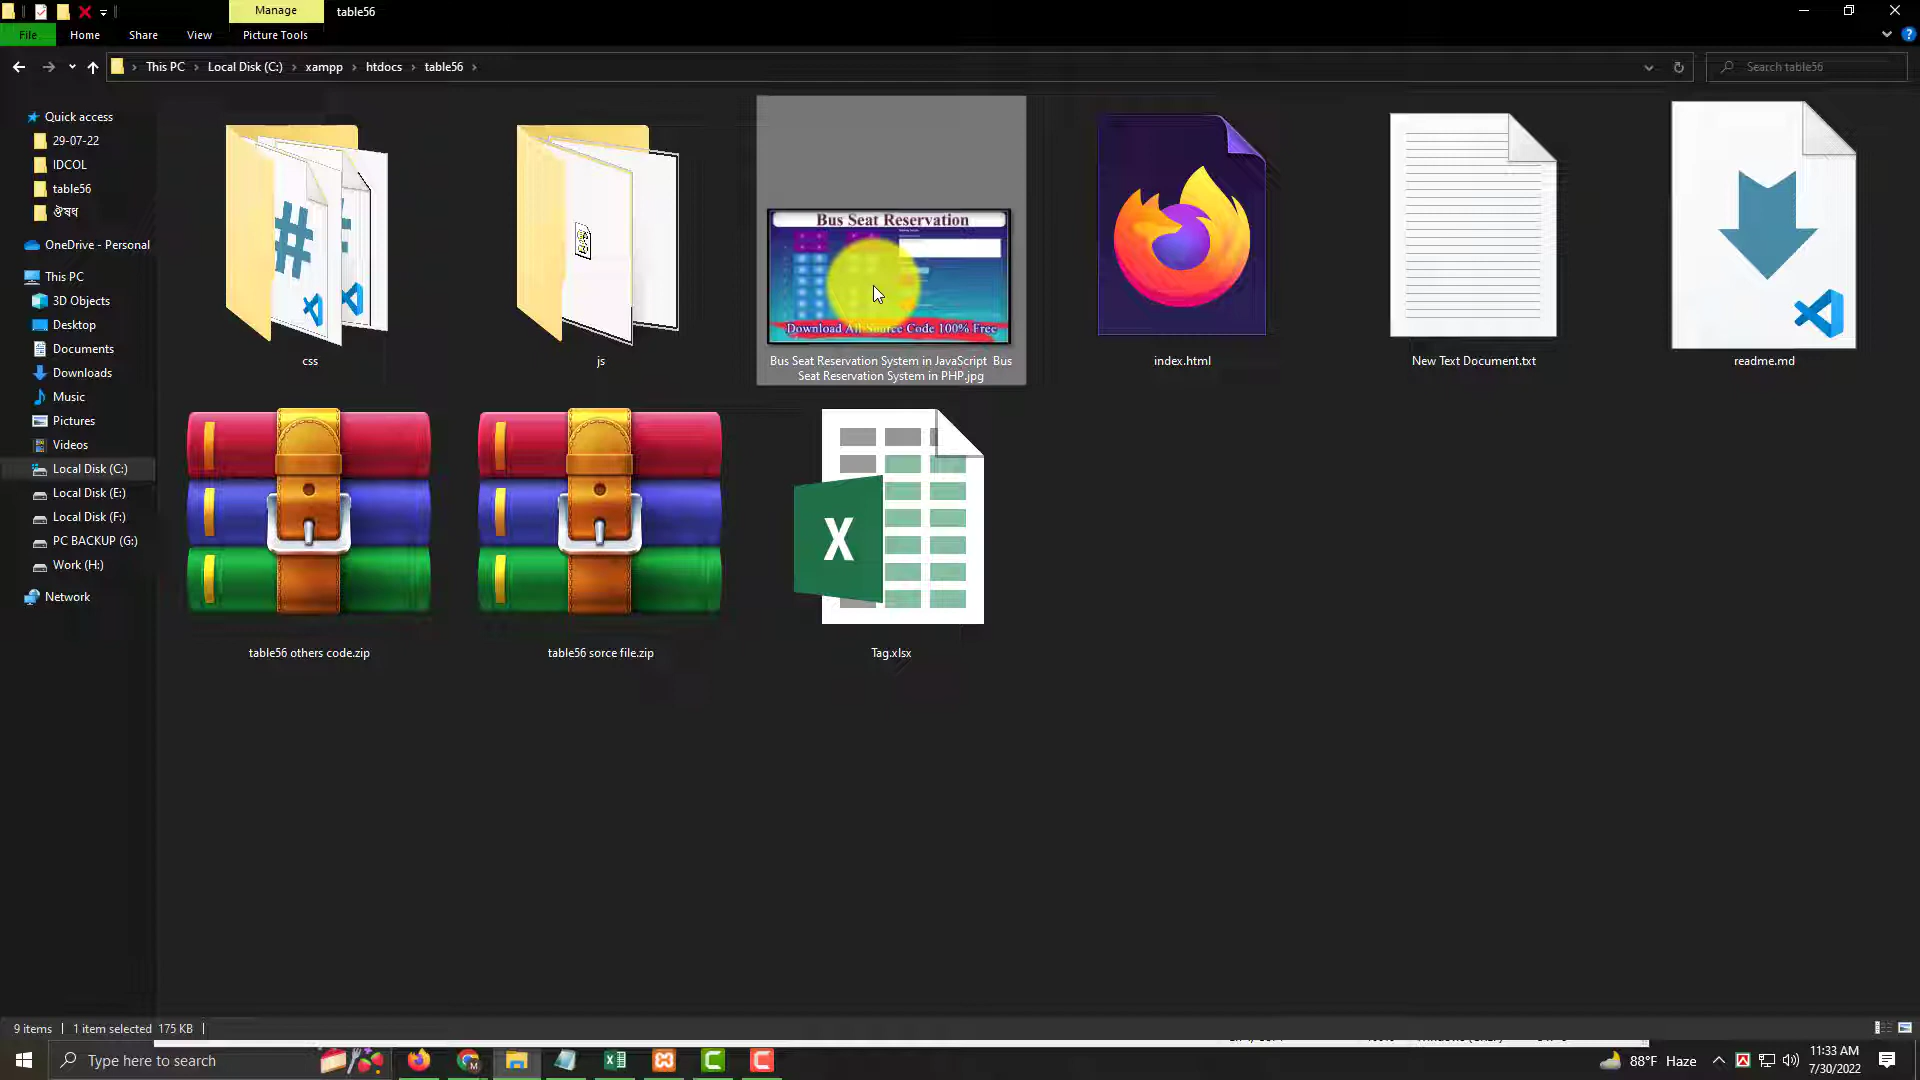 Manage
table56
File
Home
Share
View
Picture Tools
This PC
Local Disk (C:)
xampp
htdocs
table56
Search table56
Quick access
29-07-22
IDCOL
table56
ঔষধ
OneDrive - Personal
This PC
3D Objects
Desktop
Documents
Downloads
Music
Pictures
Videos
Local Disk (C:)
Local Disk (E:)
Local Disk (F:)
PC BACKUP (G:)
Work (H:)
Network
css
js
Bus Seat Reservation
Download All Source Code 100% Free
Bus Seat Reservation System in JavaScript Bus
Seat Reservation System in PHP.jpg
index.html
New Text Document.txt
readme.md
table56 others code.zip
table56 sorce file.zip
X
Tag.xlsx
9 items
1 item selected 175 KB
Type here to search
88°F Haze
11:33 AM
7/30/2022